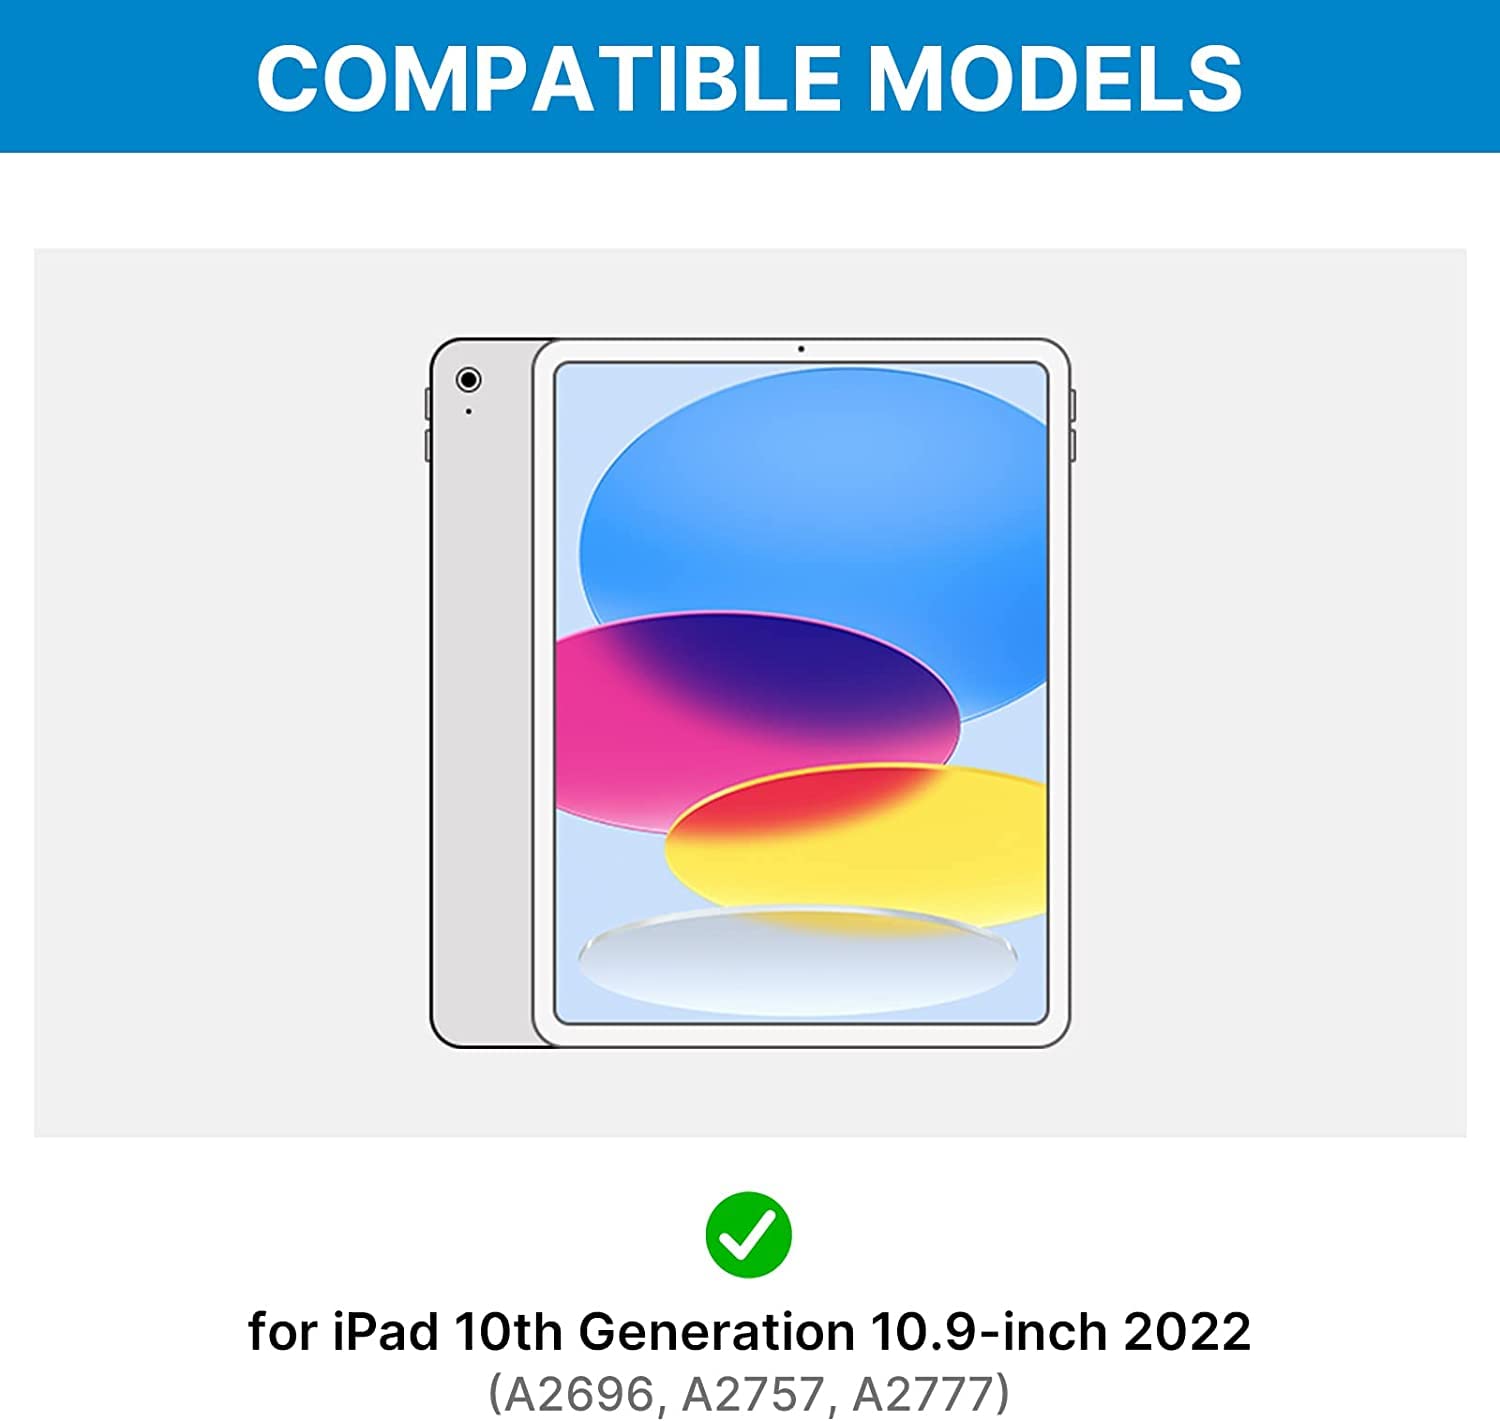 COMPATIBLE MODELS
for iPad 10th Generation 10.9-inch 2022
(A2696, A2757, A2777)